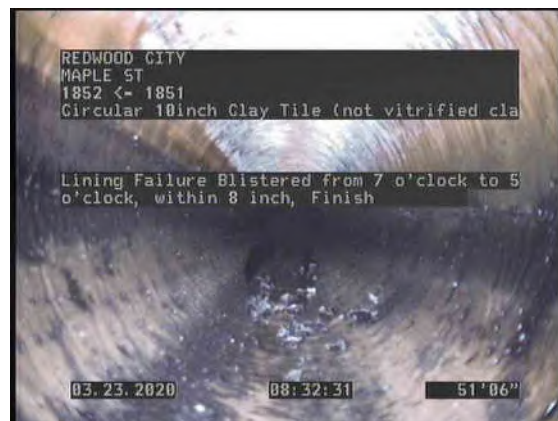 REDWOOD CITY
MAPLE ST
1852 <- 1851
Circular 10inch Clay Tile (not vitrified cla
Lining Failure Blistered from 7 o'clock to 5
o'clock, within 8 inch, Finish
03.23.2020 08:32:31 51'06"